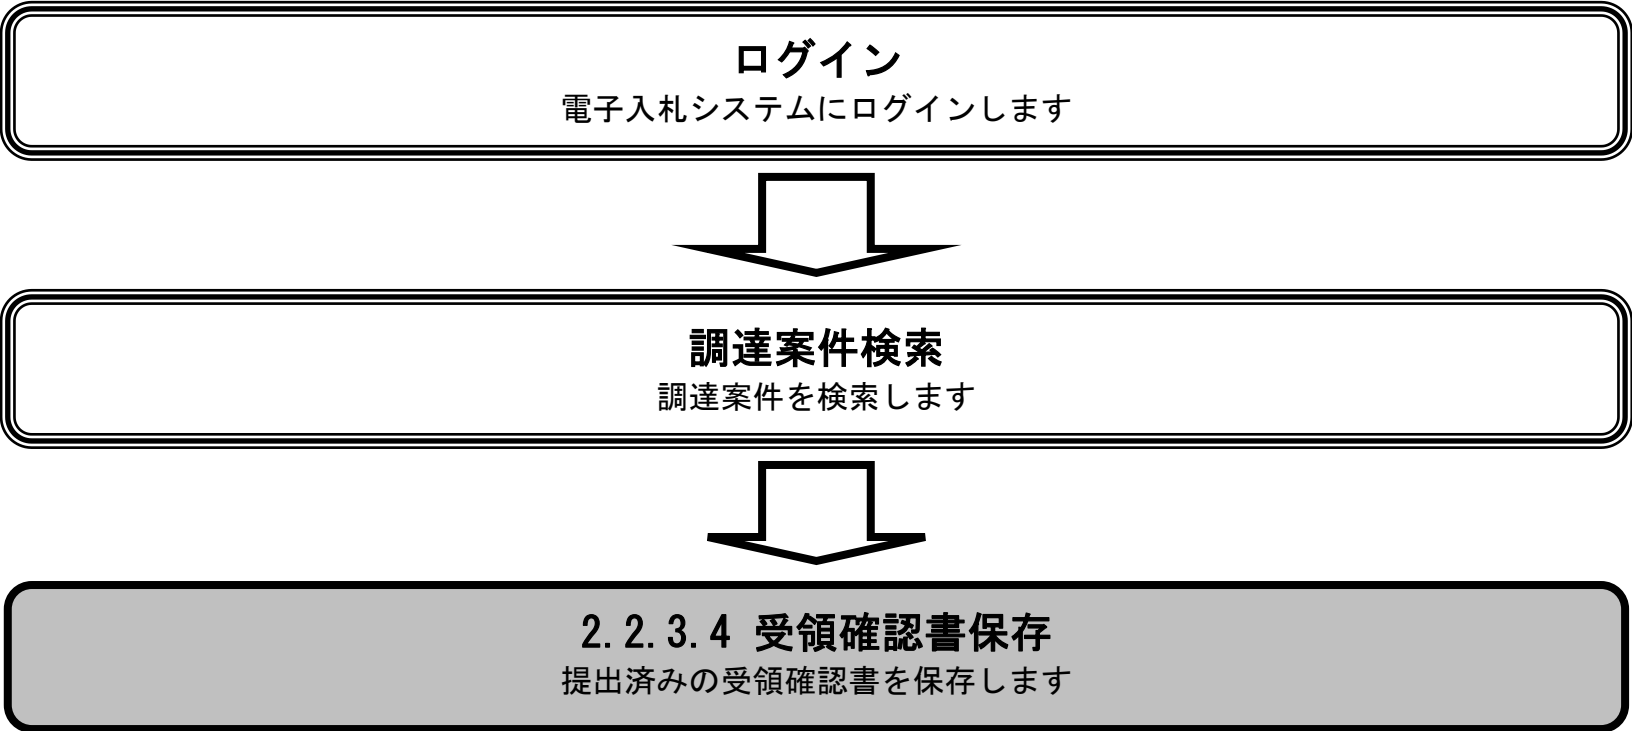 ログイン
電子入札システムにログインします
調達案件検索
調達案件を検索します
2.2.3.4 受領確認書保存
提出済みの受領確認書を保存します